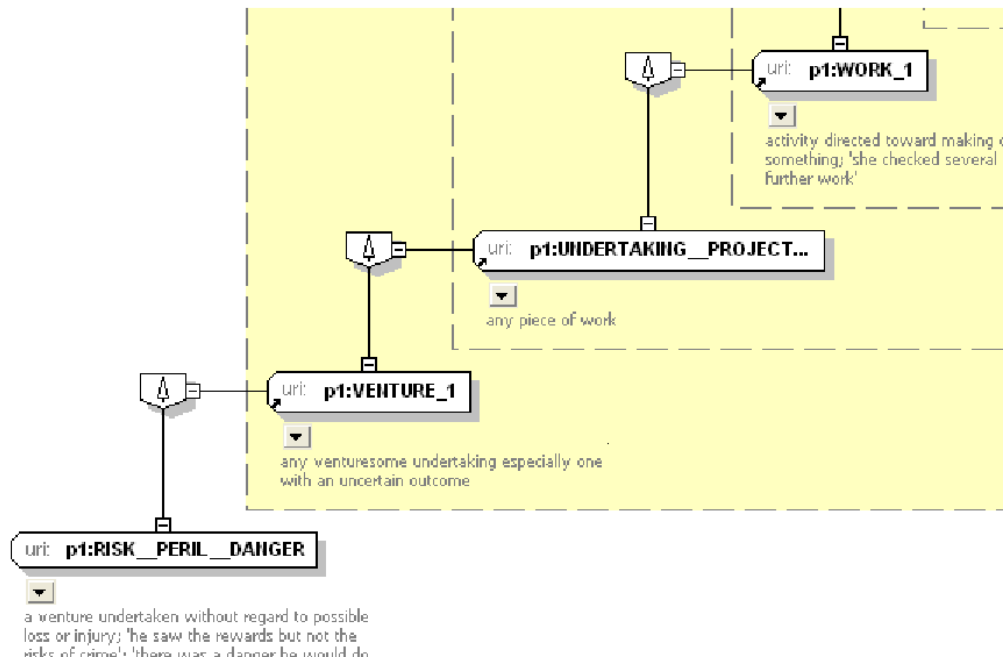 uri: p1:WORK_1
activity directed toward making
something; 'she checked several
further work'
uri: p1:UNDERTAKING__PROJECT...
any piece of work
uri: p1:VENTURE_1
any venturesome undertaking especially one
with an uncertain outcome
uri: p1:RISK__PERIL__DANGER
a venture undertaken without regard to possible
loss or injury; 'he saw the rewards but not the
risks of crime'; 'there was a danger he would do